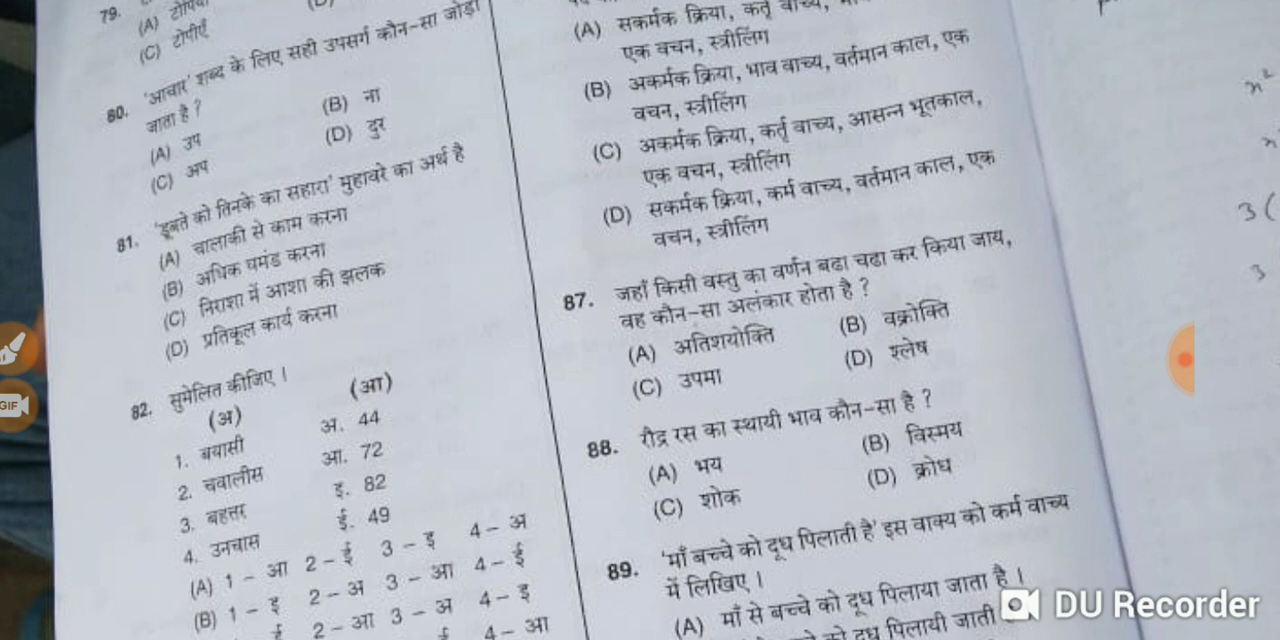 79.
(A) टोपियाँ
(C) टोपीएँ
80. 'आचार' शब्द के लिए सही उपसर्ग कौन-सा जोड़ा
जाता है ?
(A) उप (B) ना
(C) अप (D) दुर
81. 'डूबते को तिनके का सहारा' मुहावरे का अर्थ है
(A) चालाकी से काम करना
(B) अधिक घमंड करना
(C) निराशा में आशा की झलक
(D) प्रतिकूल कार्य करना
82. सुमेलित कीजिए ।
(अ) (आ)
1. बयासी अ. 44
2. चवालीस आ. 72
3. बहत्तर इ. 82
4. उनचास ई. 49
(A) 1 - आ 2 - ई 3 - इ 4 - अ
(B) 1 - इ 2 - अ 3 - आ 4 - ई
ई 2 - आ 3 - अ 4 - इ
4 - आ
(A) सकर्मक क्रिया, कर्तृ वाच्य,
एक वचन, स्त्रीलिंग
(B) अकर्मक क्रिया, भाव वाच्य, वर्तमान काल, एक
वचन, स्त्रीलिंग
(C) अकर्मक क्रिया, कर्तृ वाच्य, आसन्न भूतकाल,
एक वचन, स्त्रीलिंग
(D) सकर्मक क्रिया, कर्म वाच्य, वर्तमान काल, एक
वचन, स्त्रीलिंग
87. जहाँ किसी वस्तु का वर्णन बढा चढा कर किया जाय,
वह कौन-सा अलंकार होता है ?
(A) अतिशयोक्ति (B) वक्रोक्ति
(C) उपमा (D) श्लेष
88. रौद्र रस का स्थायी भाव कौन-सा है ?
(A) भय (B) विस्मय
(C) शोक (D) क्रोध
89. 'माँ बच्चे को दूध पिलाती है' इस वाक्य को कर्म वाच्य
में लिखिए ।
(A) माँ से बच्चे को दूध पिलाया जाता है ।
को दूध पिलायी जाती
x²
3 (
3
GIF
DU Recorder